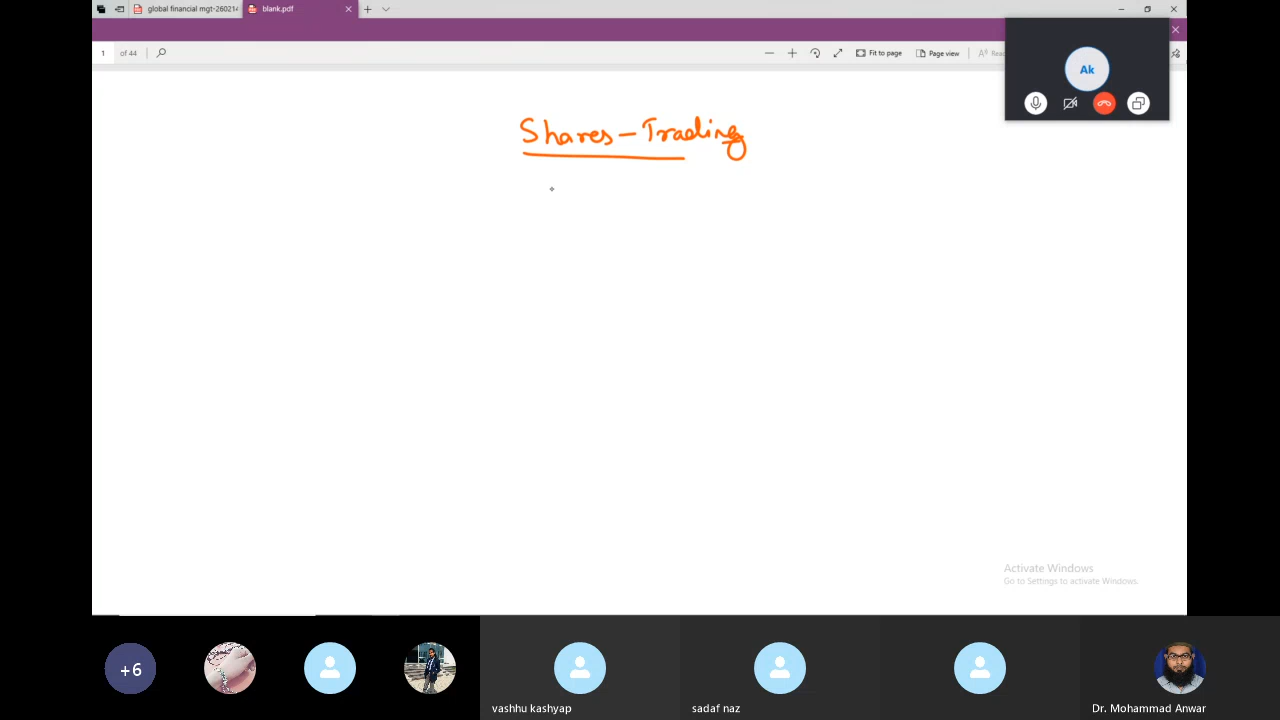 global financial mgt-260214
blank.pdf
1 of 44
Fit to page
Page view
Ak
Shares - Trading
Activate Windows
Go to Settings to activate Windows.
+6
vashhu kashyap
sadaf naz
Dr. Mohammad Anwar